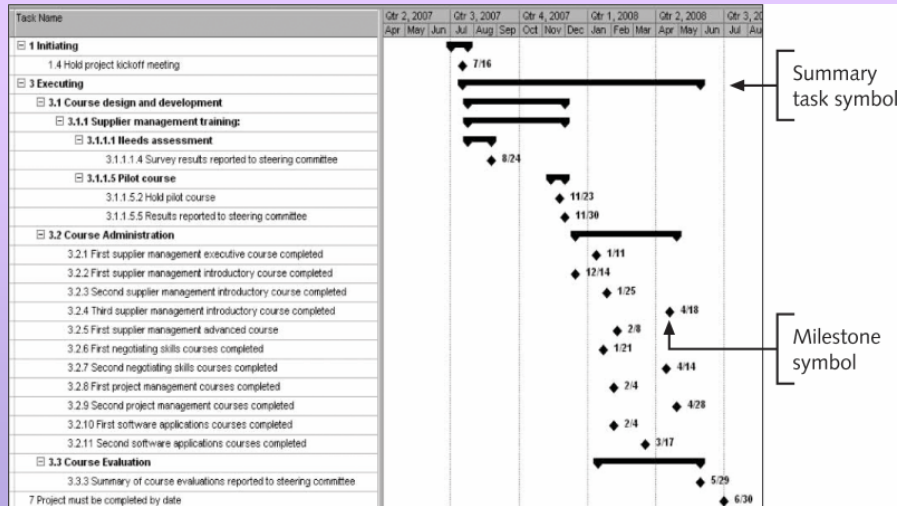 Task Name
Qtr 2, 2007 Qtr 3, 2007 Qtr 4, 2007 Qtr 1, 2008 Qtr 2, 2008 Qtr 3, 20
Apr May Jun Jul Aug Sep Oct Nov Dec Jan Feb Mar Apr May Jun Jul Au
1 Initiating
1.4 Hold project kickoff meeting 7/16
3 Executing
Summary
task symbol
3.1 Course design and development
3.1.1 Supplier management training:
3.1.1.1 Needs assessment
3.1.1.1.4 Survey results reported to steering committee 8/24
3.1.1.5 Pilot course
3.1.1.5.2 Hold pilot course 11/23
3.1.1.5.5 Results reported to steering committee 11/30
3.2 Course Administration
3.2.1 First supplier management executive course completed 1/11
3.2.2 First supplier management introductory course completed 12/14
3.2.3 Second supplier management introductory course completed 1/25
3.2.4 Third supplier management introductory course completed 4/18
3.2.5 First supplier management advanced course 2/8
Milestone
symbol
3.2.6 First negotiating skills courses completed 1/21
3.2.7 Second negotiating skills courses completed 4/14
3.2.8 First project management courses completed 2/4
3.2.9 Second project management courses completed 4/28
3.2.10 First software applications courses completed 2/4
3.2.11 Second software applications courses completed 3/17
3.3 Course Evaluation
3.3.3 Summary of course evaluations reported to steering committee 5/29
7 Project must be completed by date 6/30